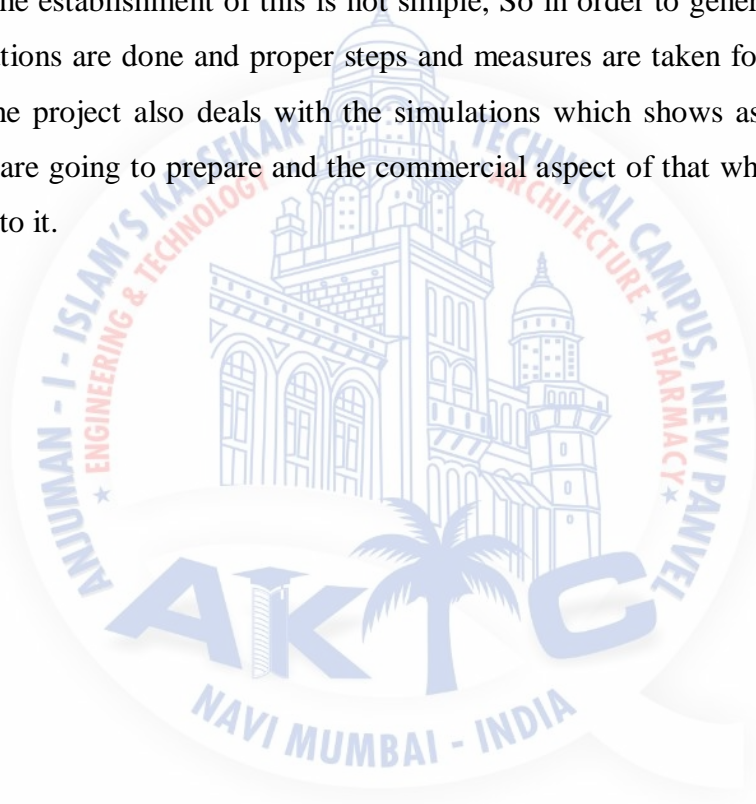 he establishment of this is not simple, So in order to gener
tions are done and proper steps and measures are taken fo
ne project also deals with the simulations which shows as
are going to prepare and the commercial aspect of that wh
to it.
ANJUMAN - I - ISLAM'S KALSEKAR TECHNICAL CAMPUS, NEW PANVEL
★ ENGINEERING & TECHNOLOGY ARCHITECTURE ★ PHARMACY ★
AKTC
NAVI MUMBAI - INDIA